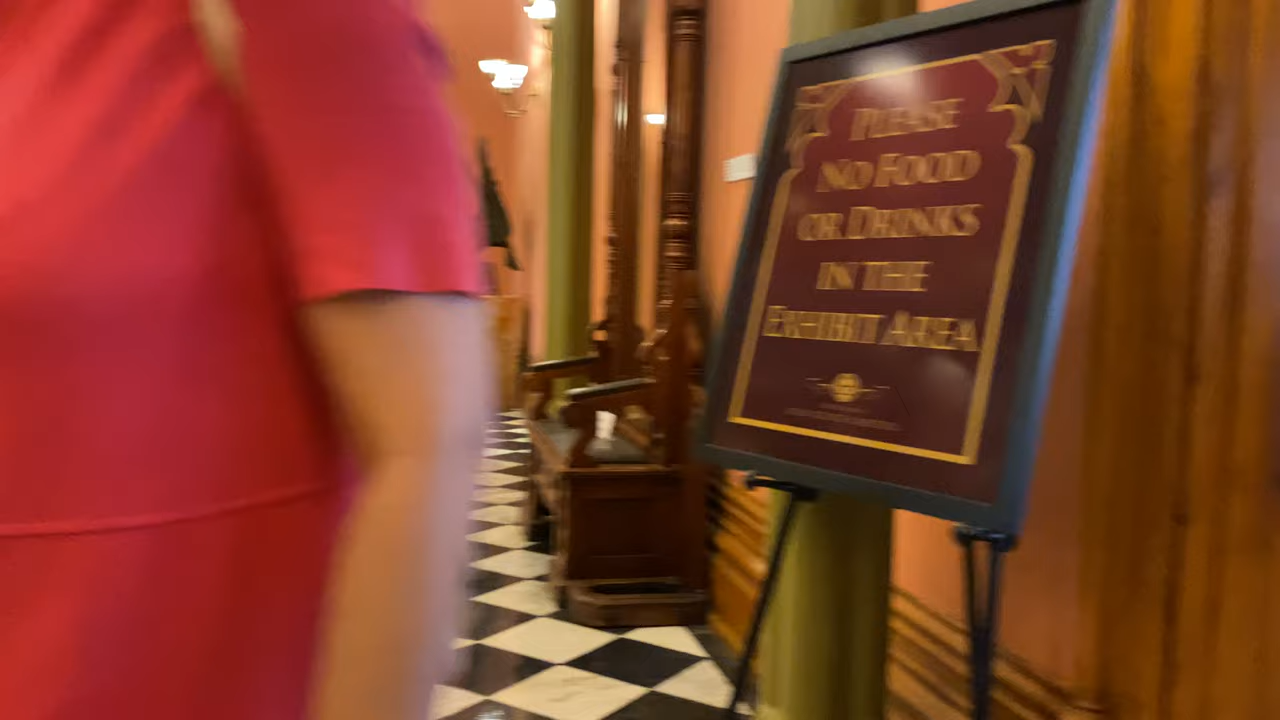 PLEASE
NO FOOD
OR DRINKS
IN THE
EXHIBIT AREA